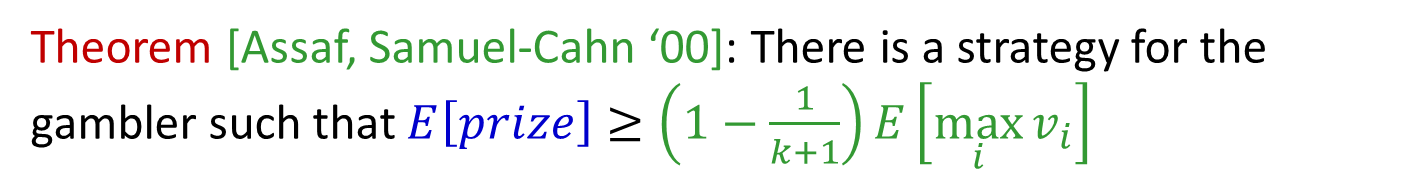 Theorem [Assaf, Samuel-Cahn ‘00]: There is a strategy for the
gambler such that E[prize] ≥ (1 − 1/(k+1)) E [max_i v_i]